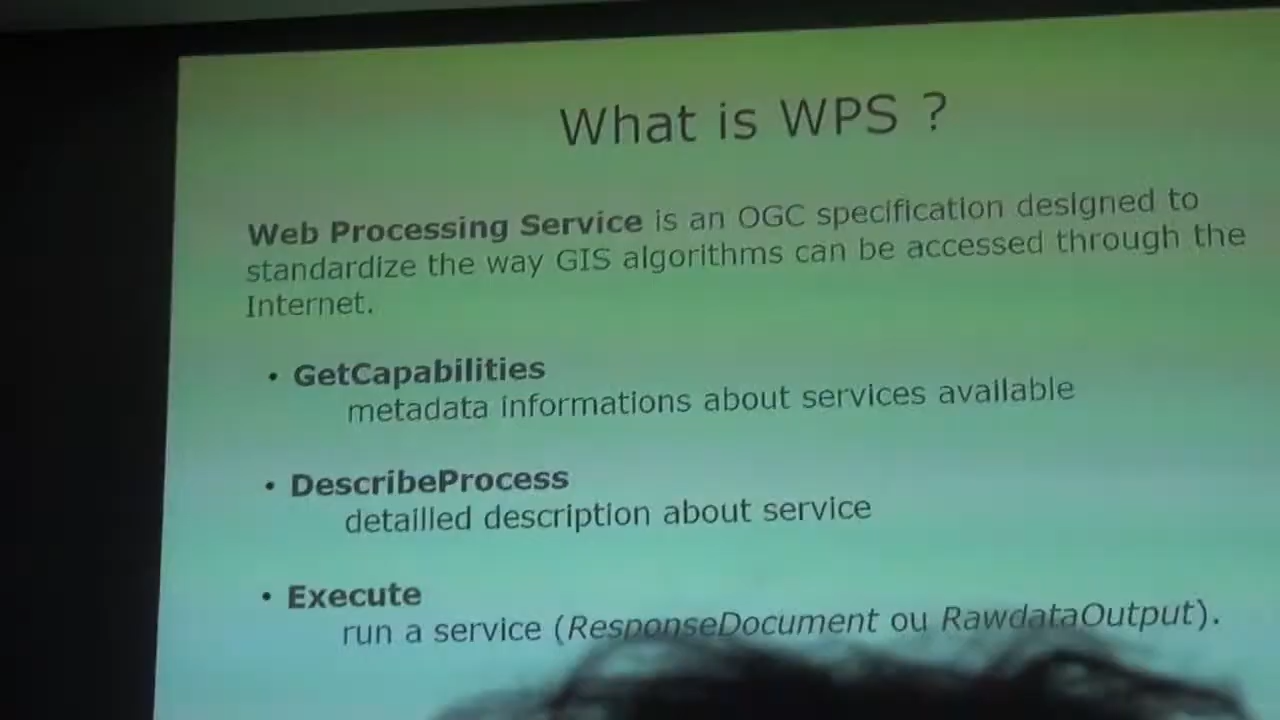 What is WPS ?
Web Processing Service is an OGC specification designed to
standardize the way GIS algorithms can be accessed through the
Internet.
• GetCapabilities
metadata informations about services available
• DescribeProcess
detailled description about service
• Execute
run a service (ResponseDocument ou RawdataOutput).